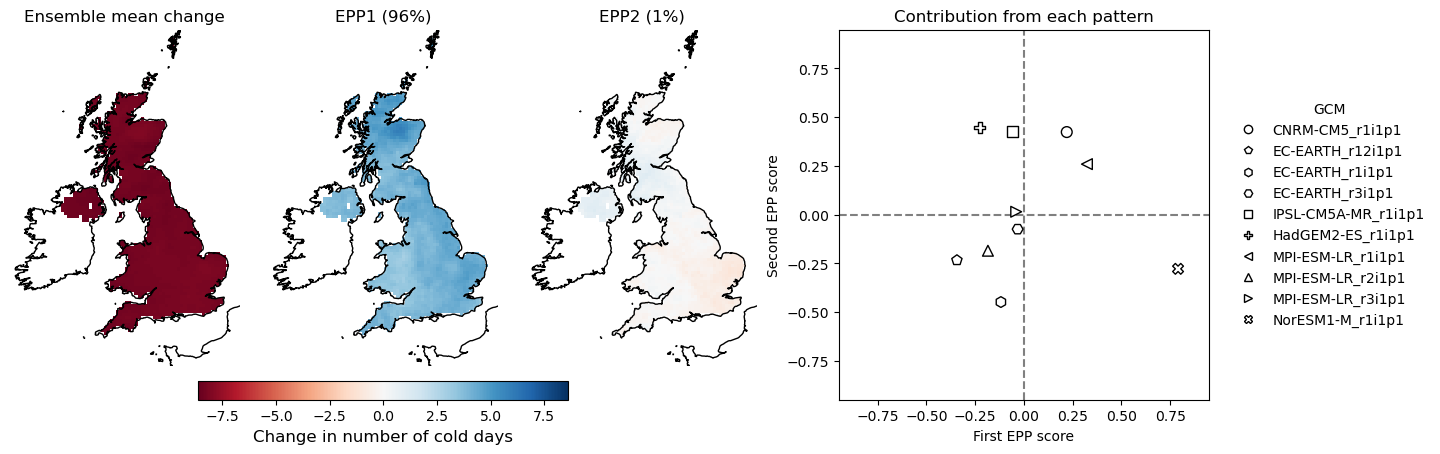 Ensemble mean change
EPP1 (96%)
EPP2 (1%)
−7.5 −5.0 −2.5 0.0 2.5 5.0 7.5
Change in number of cold days
Contribution from each pattern
0.75
0.50
0.25
0.00
−0.25
−0.50
−0.75
Second EPP score
−0.75 −0.50 −0.25 0.00 0.25 0.50 0.75
First EPP score
GCM
CNRM-CM5_r1i1p1
EC-EARTH_r12i1p1
EC-EARTH_r1i1p1
EC-EARTH_r3i1p1
IPSL-CM5A-MR_r1i1p1
HadGEM2-ES_r1i1p1
MPI-ESM-LR_r1i1p1
MPI-ESM-LR_r2i1p1
MPI-ESM-LR_r3i1p1
NorESM1-M_r1i1p1